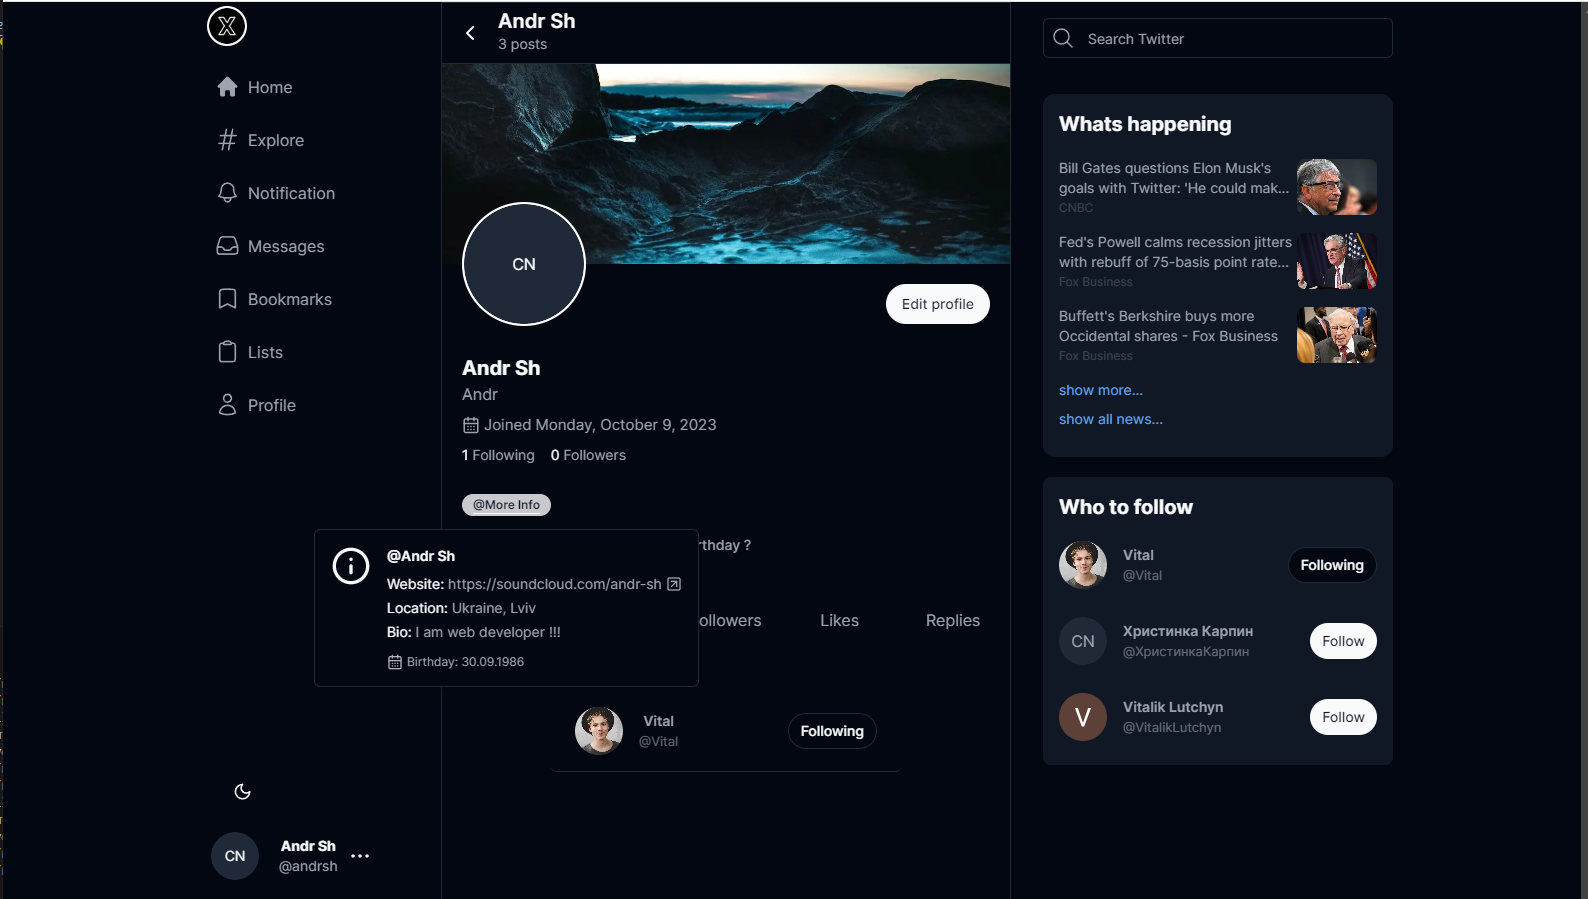 Home
Explore
Notification
Messages
Bookmarks
Lists
Profile
CN
Andr Sh
@andrsh
Andr Sh
3 posts
CN
Edit profile
Andr Sh
Andr
Joined Monday, October 9, 2023
1 Following 0 Followers
@More Info
rthday ?
@Andr Sh
Website: https://soundcloud.com/andr-sh
Location: Ukraine, Lviv
Bio: I am web developer !!!
Birthday: 30.09.1986
ollowers Likes Replies
Vital
@Vital
Following
Search Twitter
Whats happening
Bill Gates questions Elon Musk's
goals with Twitter: 'He could mak...
CNBC
Fed's Powell calms recession jitters
with rebuff of 75-basis point rate...
Fox Business
Buffett's Berkshire buys more
Occidental shares - Fox Business
Fox Business
show more...
show all news...
Who to follow
Vital
@Vital
Following
CN
Христинка Карпин
@ХристинкаКарпин
Follow
V
Vitalik Lutchyn
@VitalikLutchyn
Follow